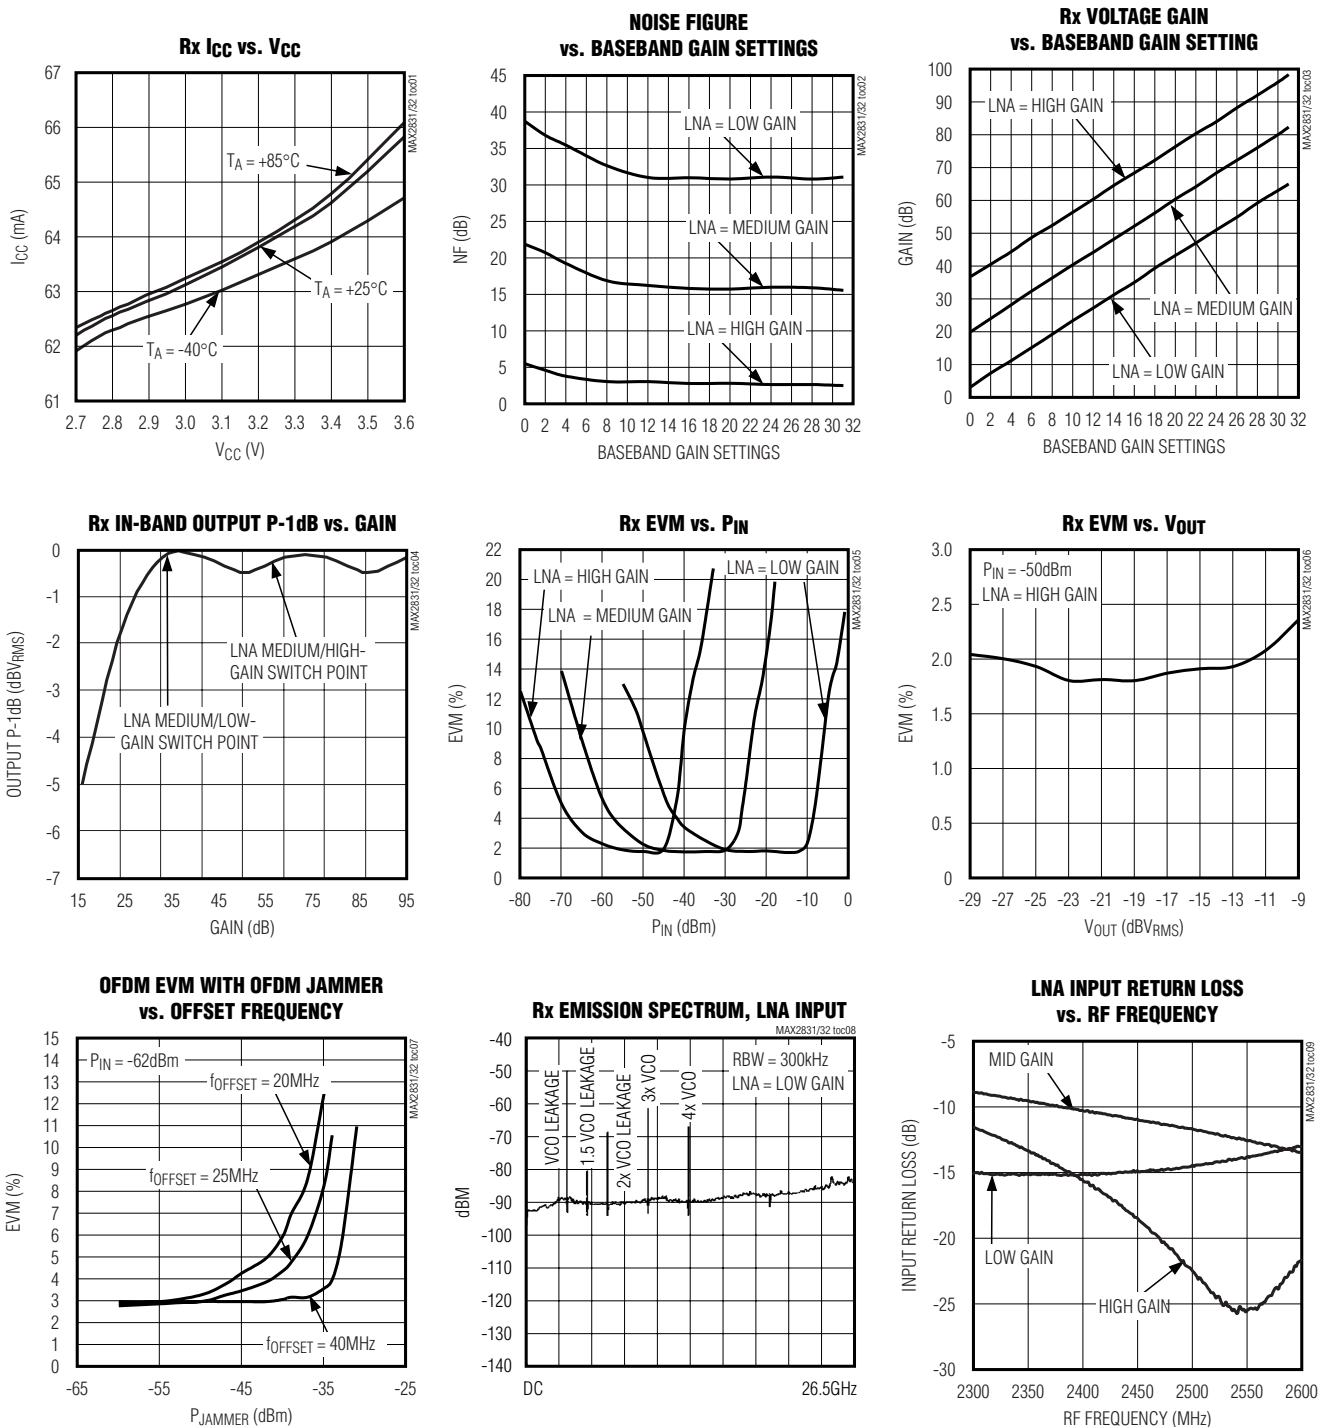 Rx ICC vs. VCC
MAX2831/32 toc01
67
66
65
64
63
62
61
ICC (mA)
TA = +85°C
TA = +25°C
TA = -40°C
2.7 2.8 2.9 3.0 3.1 3.2 3.3 3.4 3.5 3.6
VCC (V)
NOISE FIGURE
vs. BASEBAND GAIN SETTINGS
MAX2831/32 toc02
45
40
35
30
25
20
15
10
5
0
NF (dB)
LNA = LOW GAIN
LNA = MEDIUM GAIN
LNA = HIGH GAIN
0 2 4 6 8 10 12 14 16 18 20 22 24 26 28 30 32
BASEBAND GAIN SETTINGS
Rx VOLTAGE GAIN
vs. BASEBAND GAIN SETTING
MAX2831/32 toc03
100
90
80
70
60
50
40
30
20
10
0
GAIN (dB)
LNA = HIGH GAIN
LNA = MEDIUM GAIN
LNA = LOW GAIN
0 2 4 6 8 10 12 14 16 18 20 22 24 26 28 30 32
BASEBAND GAIN SETTINGS
Rx IN-BAND OUTPUT P-1dB vs. GAIN
MAX2831/32 toc04
0
-1
-2
-3
-4
-5
-6
-7
OUTPUT P-1dB (dBVRMS)
LNA MEDIUM/HIGH-
GAIN SWITCH POINT
LNA MEDIUM/LOW-
GAIN SWITCH POINT
15 25 35 45 55 65 75 85 95
GAIN (dB)
Rx EVM vs. PIN
MAX2831/32 toc05
22
20
18
16
14
12
10
8
6
4
2
0
EVM (%)
LNA = LOW GAIN
LNA = HIGH GAIN
LNA = MEDIUM GAIN
-80 -70 -60 -50 -40 -30 -20 -10 0
PIN (dBm)
Rx EVM vs. VOUT
MAX2831/32 toc06
3.0
2.5
2.0
1.5
1.0
0.5
0
EVM (%)
PIN = -50dBm
LNA = HIGH GAIN
-29 -27 -25 -23 -21 -19 -17 -15 -13 -11 -9
VOUT (dBVRMS)
OFDM EVM WITH OFDM JAMMER
vs. OFFSET FREQUENCY
MAX2831/32 toc07
15
14
13
12
11
10
9
8
7
6
5
4
3
2
1
0
EVM (%)
PIN = -62dBm
fOFFSET = 20MHz
fOFFSET = 25MHz
fOFFSET = 40MHz
-65 -55 -45 -35 -25
PJAMMER (dBm)
Rx EMISSION SPECTRUM, LNA INPUT
MAX2831/32 toc08
-40
-50
-60
-70
-80
-90
-100
-110
-120
-130
-140
dBM
RBW = 300kHz
LNA = LOW GAIN
VCO LEAKAGE
1.5 VCO LEAKAGE
2x VCO LEAKAGE
3x VCO
4x VCO
DC 26.5GHz
LNA INPUT RETURN LOSS
vs. RF FREQUENCY
MAX2831/32 toc09
-5
-10
-15
-20
-25
-30
INPUT RETURN LOSS (dB)
MID GAIN
LOW GAIN
HIGH GAIN
2300 2350 2400 2450 2500 2550 2600
RF FREQUENCY (MHz)